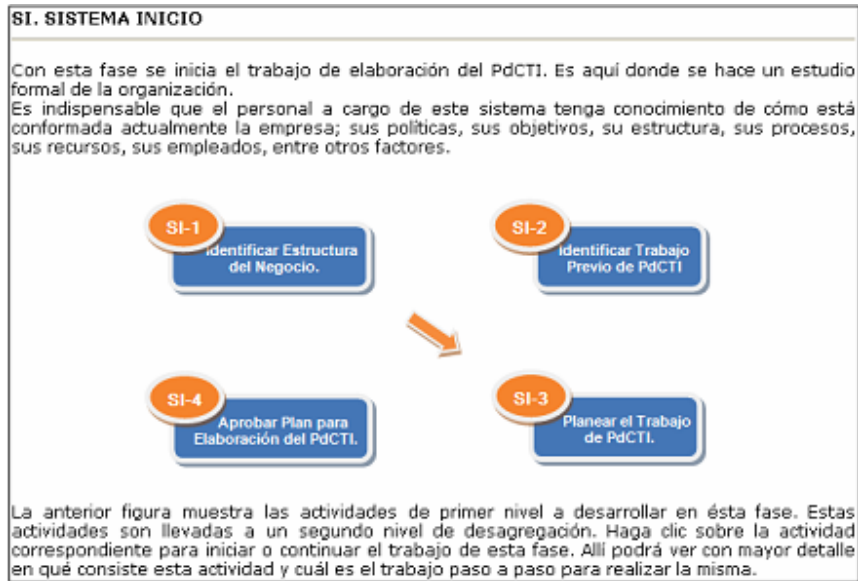 SI. SISTEMA INICIO
Con esta fase se inicia el trabajo de elaboración del PdCTI. Es aquí donde se hace un estudio
formal de la organización.
Es indispensable que el personal a cargo de este sistema tenga conocimiento de cómo está
conformada actualmente la empresa; sus políticas, sus objetivos, su estructura, sus procesos,
sus recursos, sus empleados, entre otros factores.
SI-1
Identificar Estructura
del Negocio.
SI-2
Identificar Trabajo
Previo de PdCTI
SI-4
Aprobar Plan para
Elaboración del PdCTI.
SI-3
Planear el Trabajo
de PdCTI.
La anterior figura muestra las actividades de primer nivel a desarrollar en ésta fase. Estas
actividades son llevadas a un segundo nivel de desagregación. Haga clic sobre la actividad
correspondiente para iniciar o continuar el trabajo de esta fase. Allí podrá ver con mayor detalle
en qué consiste esta actividad y cuál es el trabajo paso a paso para realizar la misma.